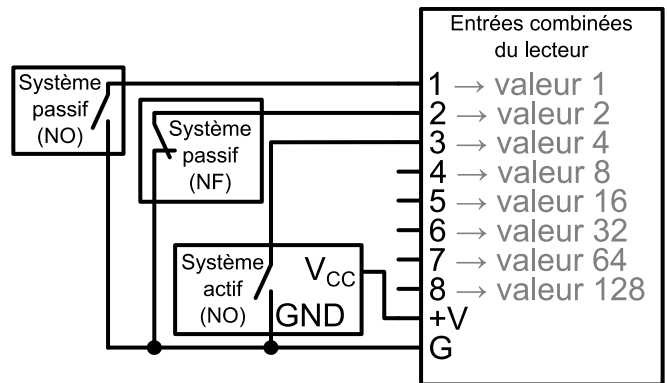 Entrées combinées
du lecteur
Système
passif
(NO)
Système
passif
(NF)
Système
actif
(NO)
VCC
GND
1 → valeur 1
2 → valeur 2
3 → valeur 4
4 → valeur 8
5 → valeur 16
6 → valeur 32
7 → valeur 64
8 → valeur 128
+V
G